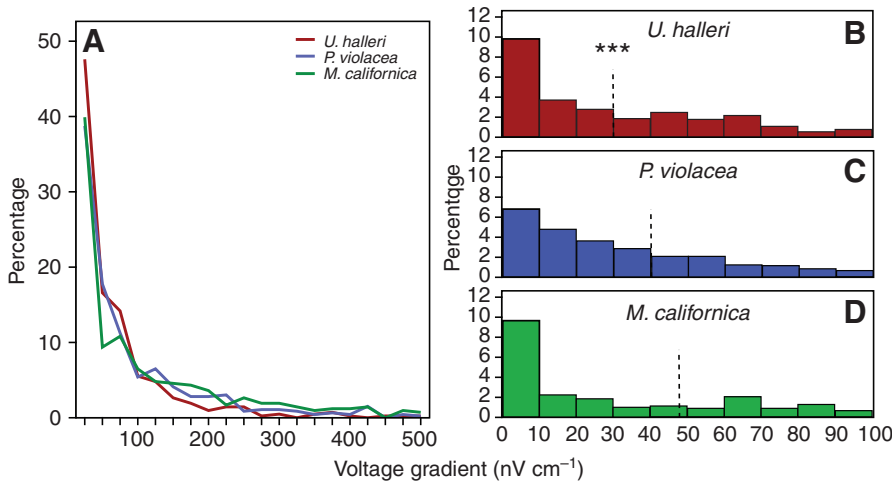 A
U. halleri
P. violacea
M. californica
50
40
30
20
10
0
Percentage
100
200
300
400
500
B
U. halleri
***
12
10
8
6
4
2
0
C
P. violacea
12
10
8
6
4
2
0
Percentqge
D
M. californica
12
10
8
6
4
2
0
0 10 20 30 40 50 60 70 80 90 100
Voltage gradient (nV cm⁻¹)